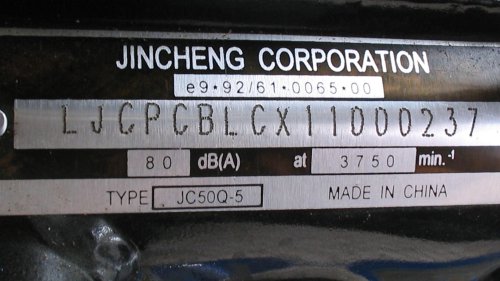 JINCHENG CORPORATION
e9*92/61*0065*00
LJCPCBLCX11000237
80 dB(A) at 3750 min.-1
TYPE JC50Q-5 MADE IN CHINA